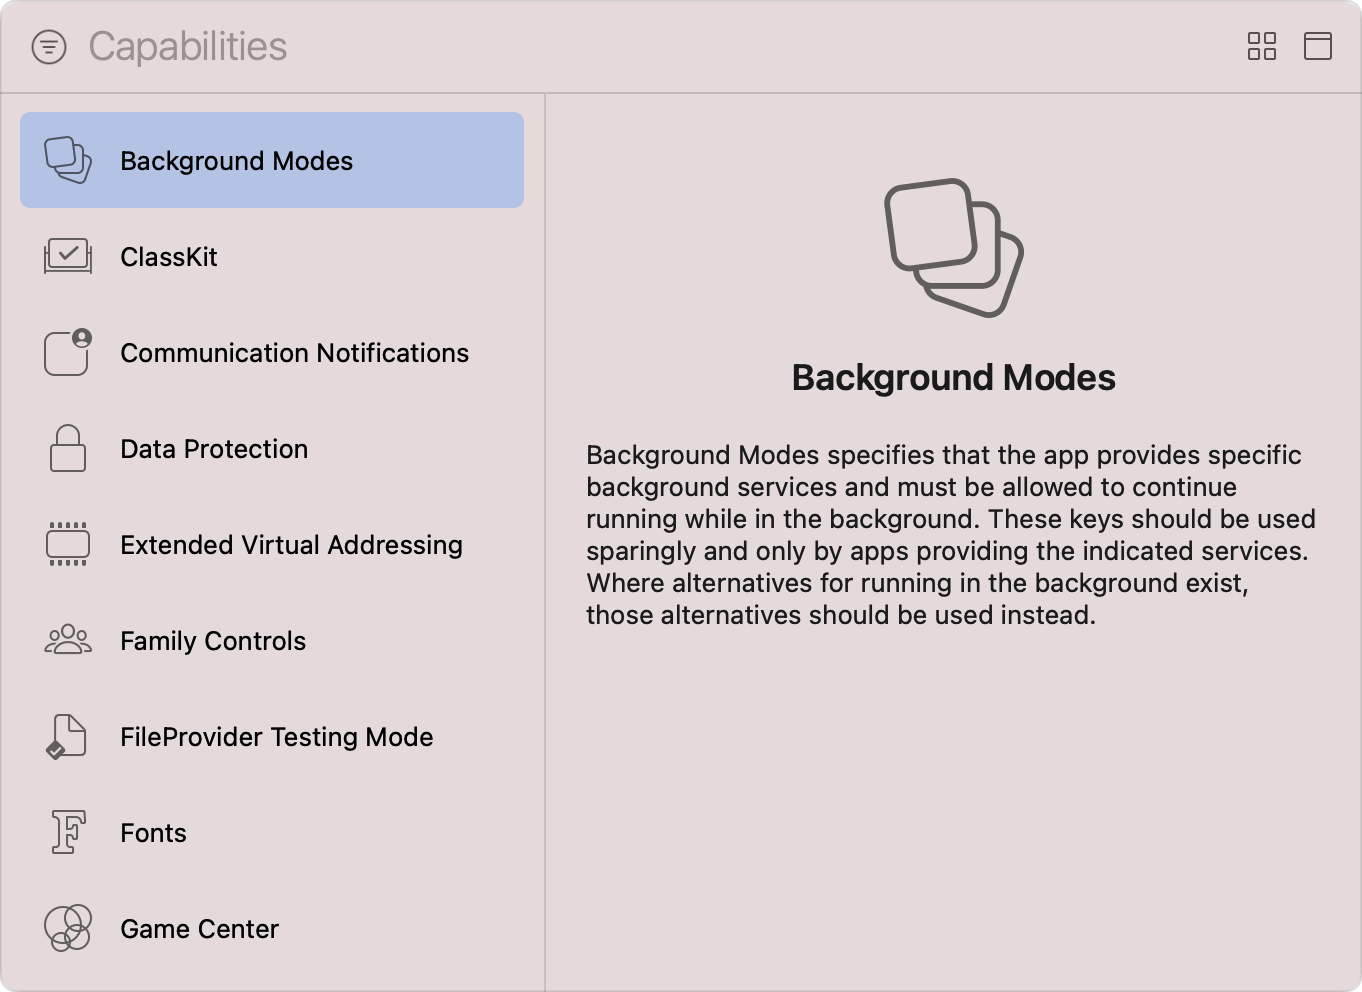 Capabilities
Background Modes
ClassKit
Communication Notifications
Data Protection
Extended Virtual Addressing
Family Controls
FileProvider Testing Mode
Fonts
Game Center
Background Modes
Background Modes specifies that the app provides specific
background services and must be allowed to continue
running while in the background. These keys should be used
sparingly and only by apps providing the indicated services.
Where alternatives for running in the background exist,
those alternatives should be used instead.